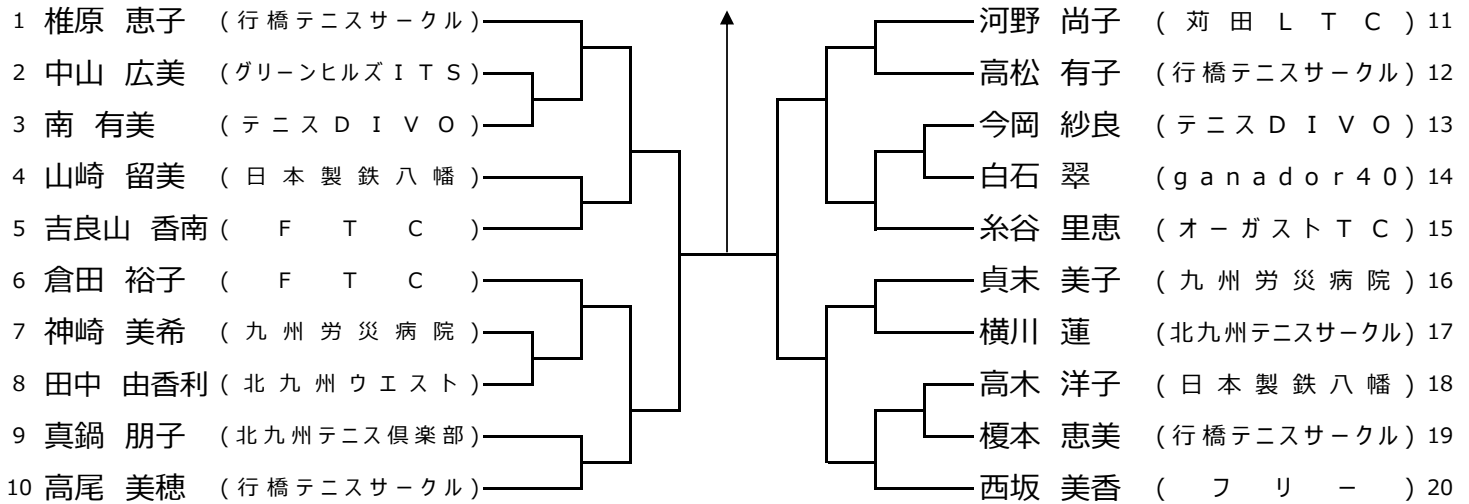 1 椎原 恵子 (行橋テニスサークル)
2 中山 広美 (グリーンヒルズＩＴＳ)
3 南 有美 (テニスＤＩＶＯ)
4 山崎 留美 (日本製鉄八幡)
5 吉良山 香南 (ＦＴＣ)
6 倉田 裕子 (ＦＴＣ)
7 神崎 美希 (九州労災病院)
8 田中 由香利 (北九州ウエスト)
9 真鍋 朋子 (北九州テニス倶楽部)
10 高尾 美穂 (行橋テニスサークル)
河野 尚子 (苅田ＬＴＣ) 11
高松 有子 (行橋テニスサークル) 12
今岡 紗良 (テニスＤＩＶＯ) 13
白石 翠 (ｇａｎａｄｏｒ４０) 14
糸谷 里恵 (オーガストＴＣ) 15
貞末 美子 (九州労災病院) 16
横川 蓮 (北九州テニスサークル) 17
高木 洋子 (日本製鉄八幡) 18
榎本 恵美 (行橋テニスサークル) 19
西坂 美香 (フリー) 20